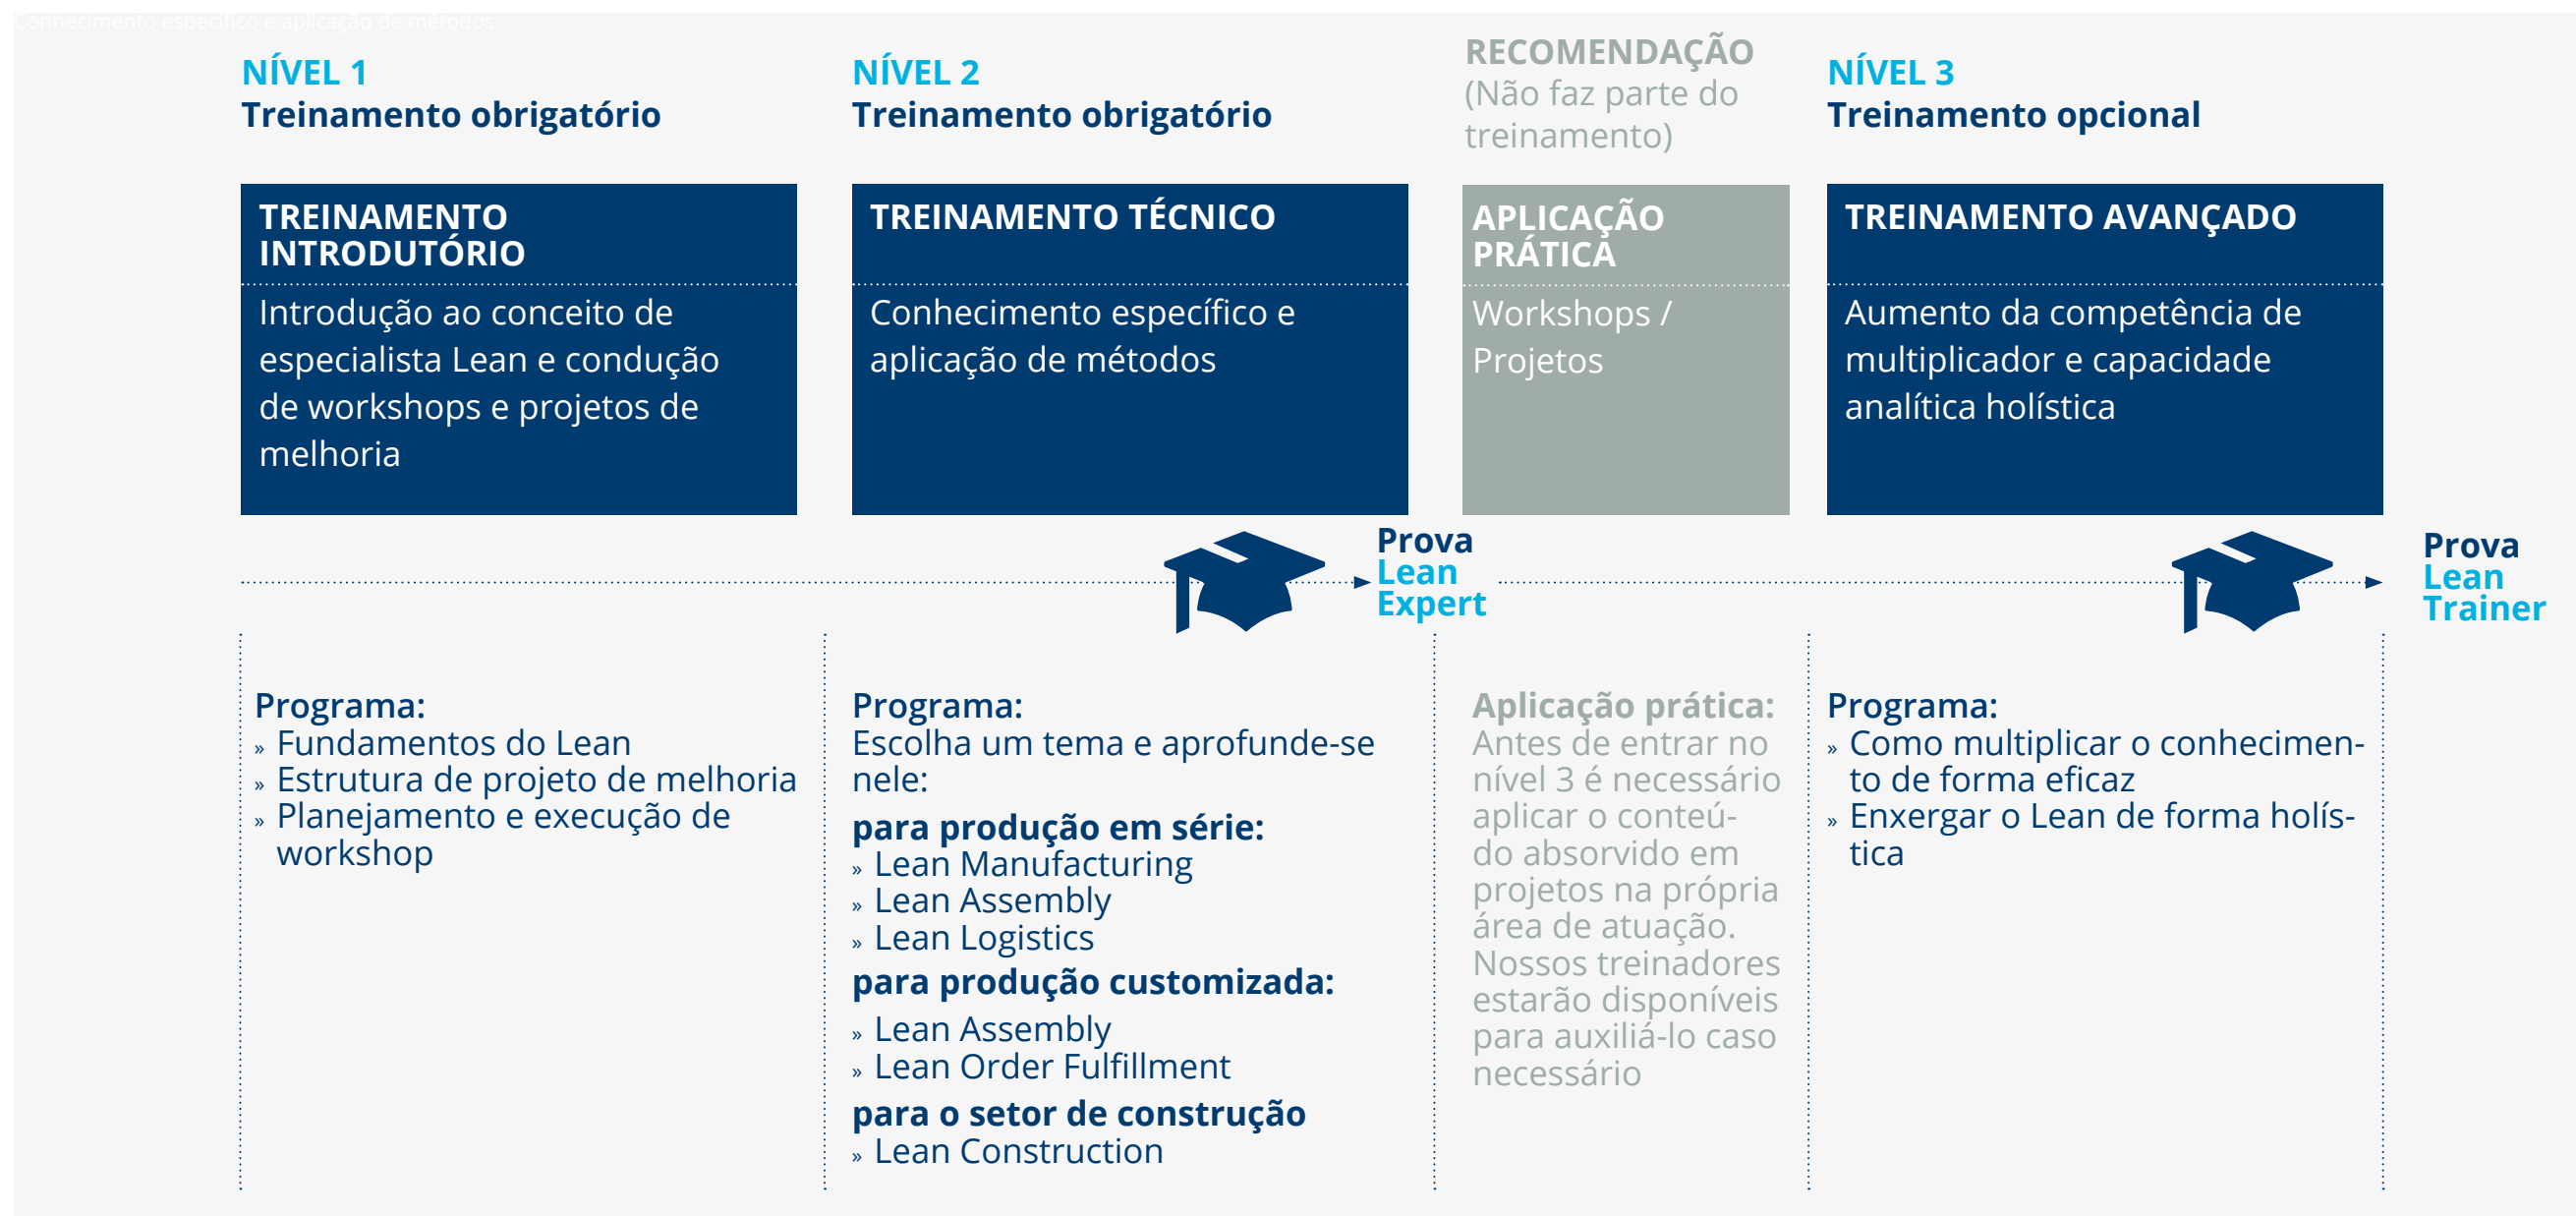 Conhecimento específico e aplicação de métodos
NÍVEL 1
Treinamento obrigatório
TREINAMENTO
INTRODUTÓRIO
Introdução ao conceito de
especialista Lean e condução
de workshops e projetos de
melhoria
NÍVEL 2
Treinamento obrigatório
TREINAMENTO TÉCNICO
Conhecimento específico e
aplicação de métodos
RECOMENDAÇÃO
(Não faz parte do
treinamento)
APLICAÇÃO
PRÁTICA
Workshops /
Projetos
NÍVEL 3
Treinamento opcional
TREINAMENTO AVANÇADO
Aumento da competência de
multiplicador e capacidade
analítica holística
Prova
Lean
Expert
Prova
Lean
Trainer
Programa:
» Fundamentos do Lean
» Estrutura de projeto de melhoria
» Planejamento e execução de
workshop
Programa:
Escolha um tema e aprofunde-se
nele:
para produção em série:
» Lean Manufacturing
» Lean Assembly
» Lean Logistics
para produção customizada:
» Lean Assembly
» Lean Order Fulfillment
para o setor de construção
» Lean Construction
Aplicação prática:
Antes de entrar no
nível 3 é necessário
aplicar o conteú-
do absorvido em
projetos na própria
área de atuação.
Nossos treinadores
estarão disponíveis
para auxiliá-lo caso
necessário
Programa:
» Como multiplicar o conhecimen-
to de forma eficaz
» Enxergar o Lean de forma holís-
tica